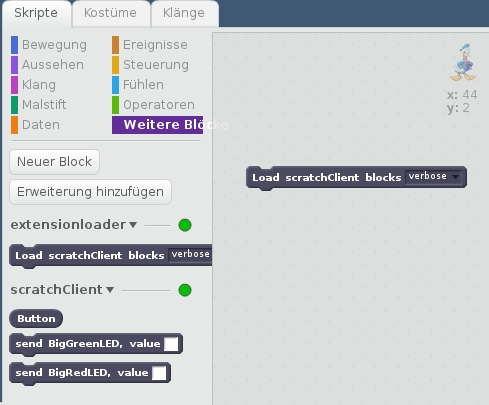 Skripte Kostüme Klänge
Bewegung Ereignisse
Aussehen Steuerung
Klang Fühlen
Malstift Operatoren
Daten Weitere Blöcke
x: 44
y: 2
Neuer Block
Erweiterung hinzufügen
Load scratchClient blocks verbose
extensionloader
Load scratchClient blocks verbose
scratchClient
Button
send BigGreenLED, value
send BigRedLED, value